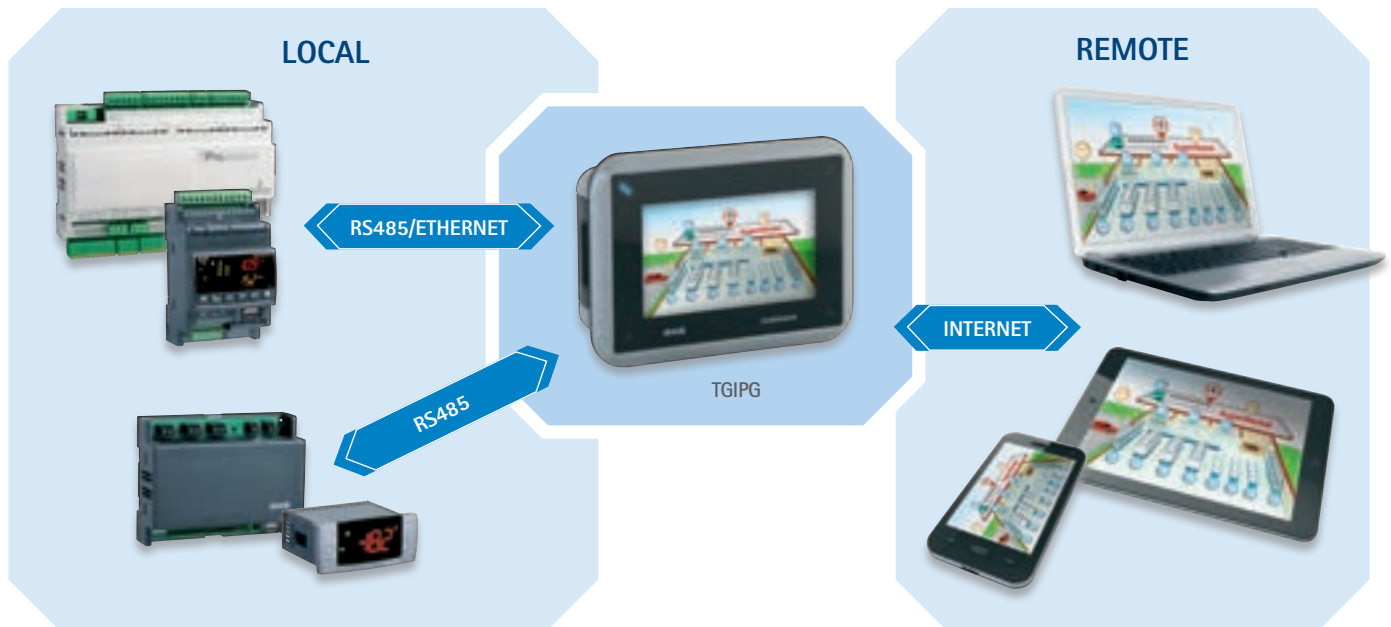 LOCAL
REMOTE
RS485/ETHERNET
INTERNET
TGIPG
RS485